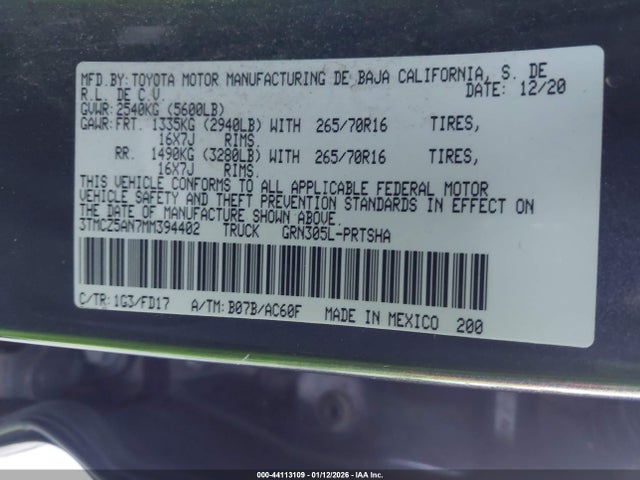 MFD.BY:TOYOTA MOTOR MANUFACTURING DE BAJA CALIFORNIA, S. DE
R.L. DE C.V. DATE: 12/20
GVWR:2540KG (5600LB)
GAWR:FRT. 1335KG (2940LB) WITH 265/70R16 TIRES,
16X7J RIMS.
RR. 1490KG (3280LB) WITH 265/70R16 TIRES,
16X7J RIMS.
THIS VEHICLE CONFORMS TO ALL APPLICABLE FEDERAL MOTOR
VEHICLE SAFETY AND THEFT PREVENTION STANDARDS IN EFFECT ON
THE DATE OF MANUFACTURE SHOWN ABOVE.
3TMCZ5AN7MM394402 TRUCK GRN305L-PRTSHA
C/TR:1G3/FD17 A/TM:B07B/AC60F MADE IN MEXICO 200
000-44113109 - 01/12/2026 - IAAHC